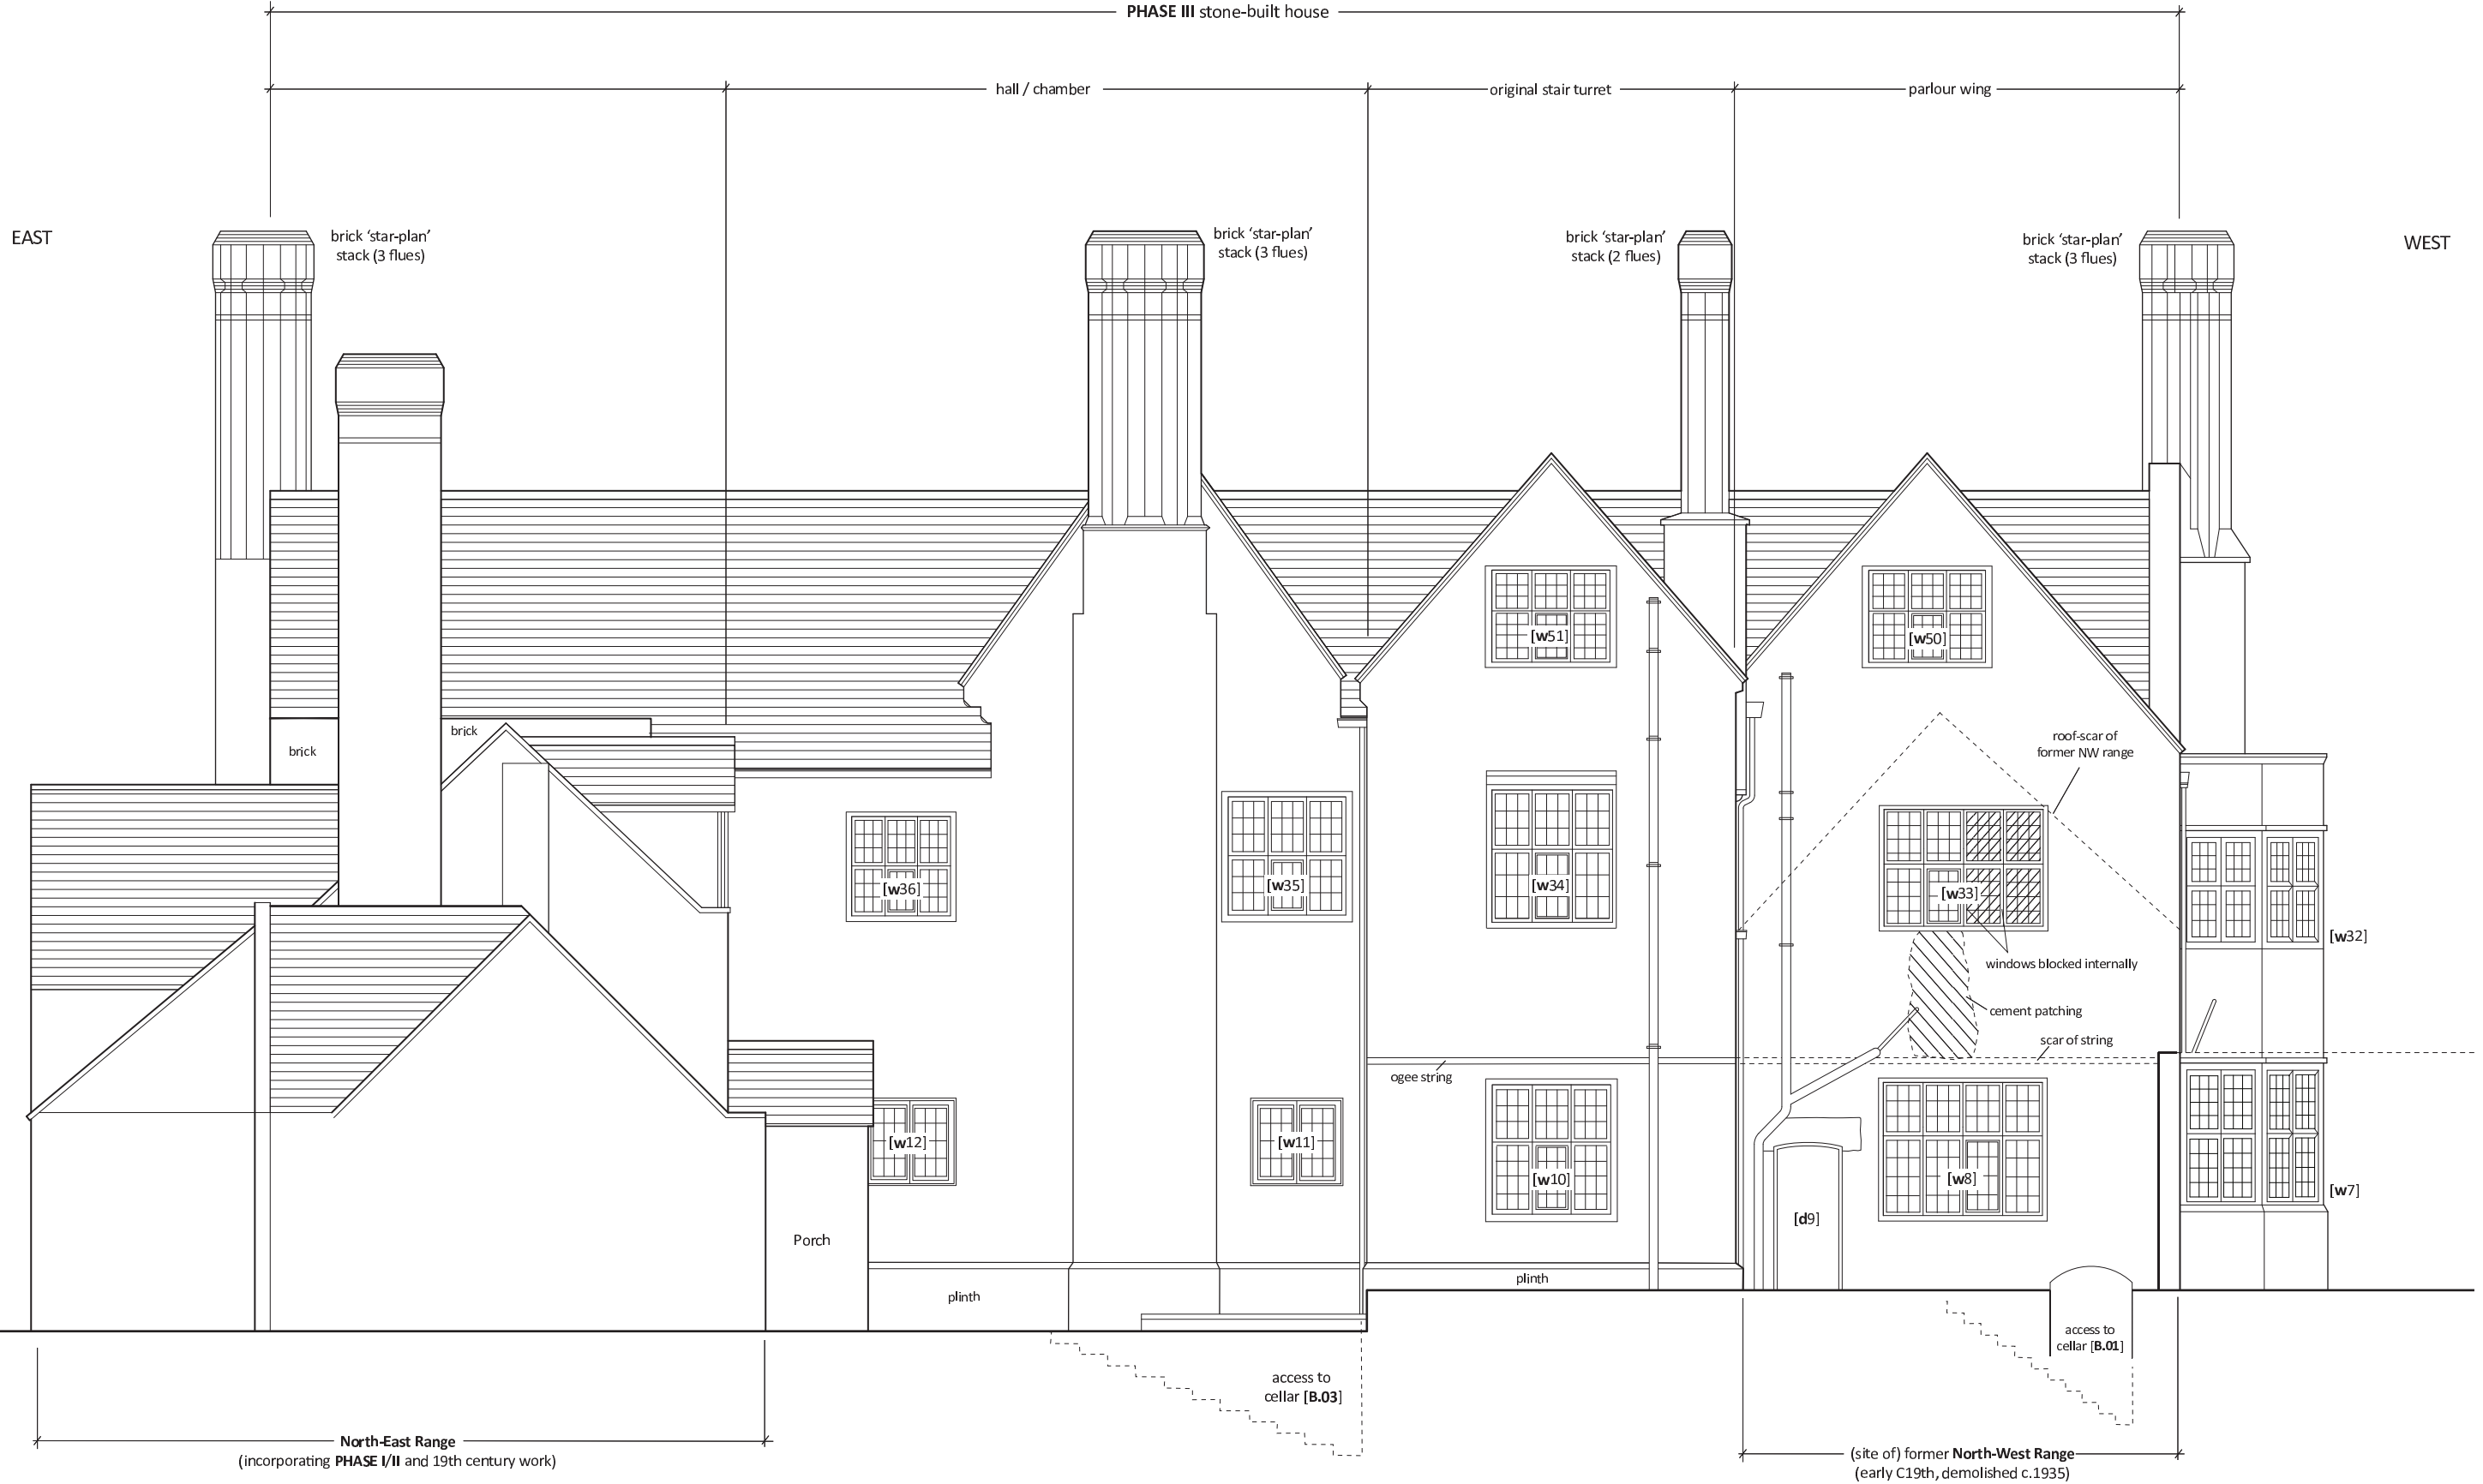 PHASE III stone-built house
hall / chamber
original stair turret
parlour wing
EAST
brick ‘star-plan’
stack (3 flues)
brick ‘star-plan’
stack (3 flues)
brick ‘star-plan’
stack (2 flues)
brick ‘star-plan’
stack (3 flues)
WEST
[w51]
[w50]
brick
brick
roof-scar of
former NW range
[w36]
[w35]
[w34]
[w33]
[w32]
windows blocked internally
cement patching
scar of string
ogee string
[w12]
[w11]
[w10]
[w8]
[w7]
[d9]
Porch
plinth
plinth
access to
cellar [B.01]
access to
cellar [B.03]
North-East Range
(incorporating PHASE I/II and 19th century work)
(site of) former North-West Range
(early C19th, demolished c.1935)